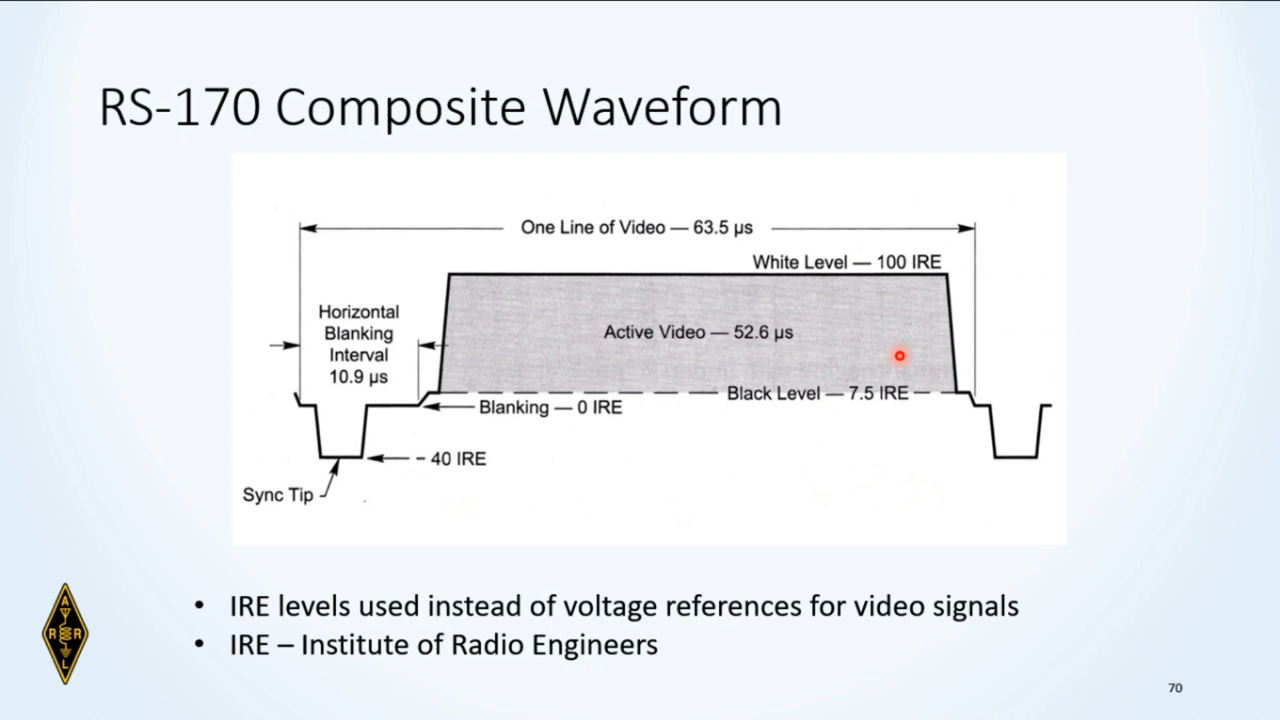 RS-170 Composite Waveform
One Line of Video — 63.5 µs
White Level — 100 IRE
Horizontal
Blanking
Interval
10.9 µs
Active Video — 52.6 µs
Black Level — 7.5 IRE
Blanking — 0 IRE
- 40 IRE
Sync Tip
• IRE levels used instead of voltage references for video signals
• IRE – Institute of Radio Engineers
A
R R
L
70